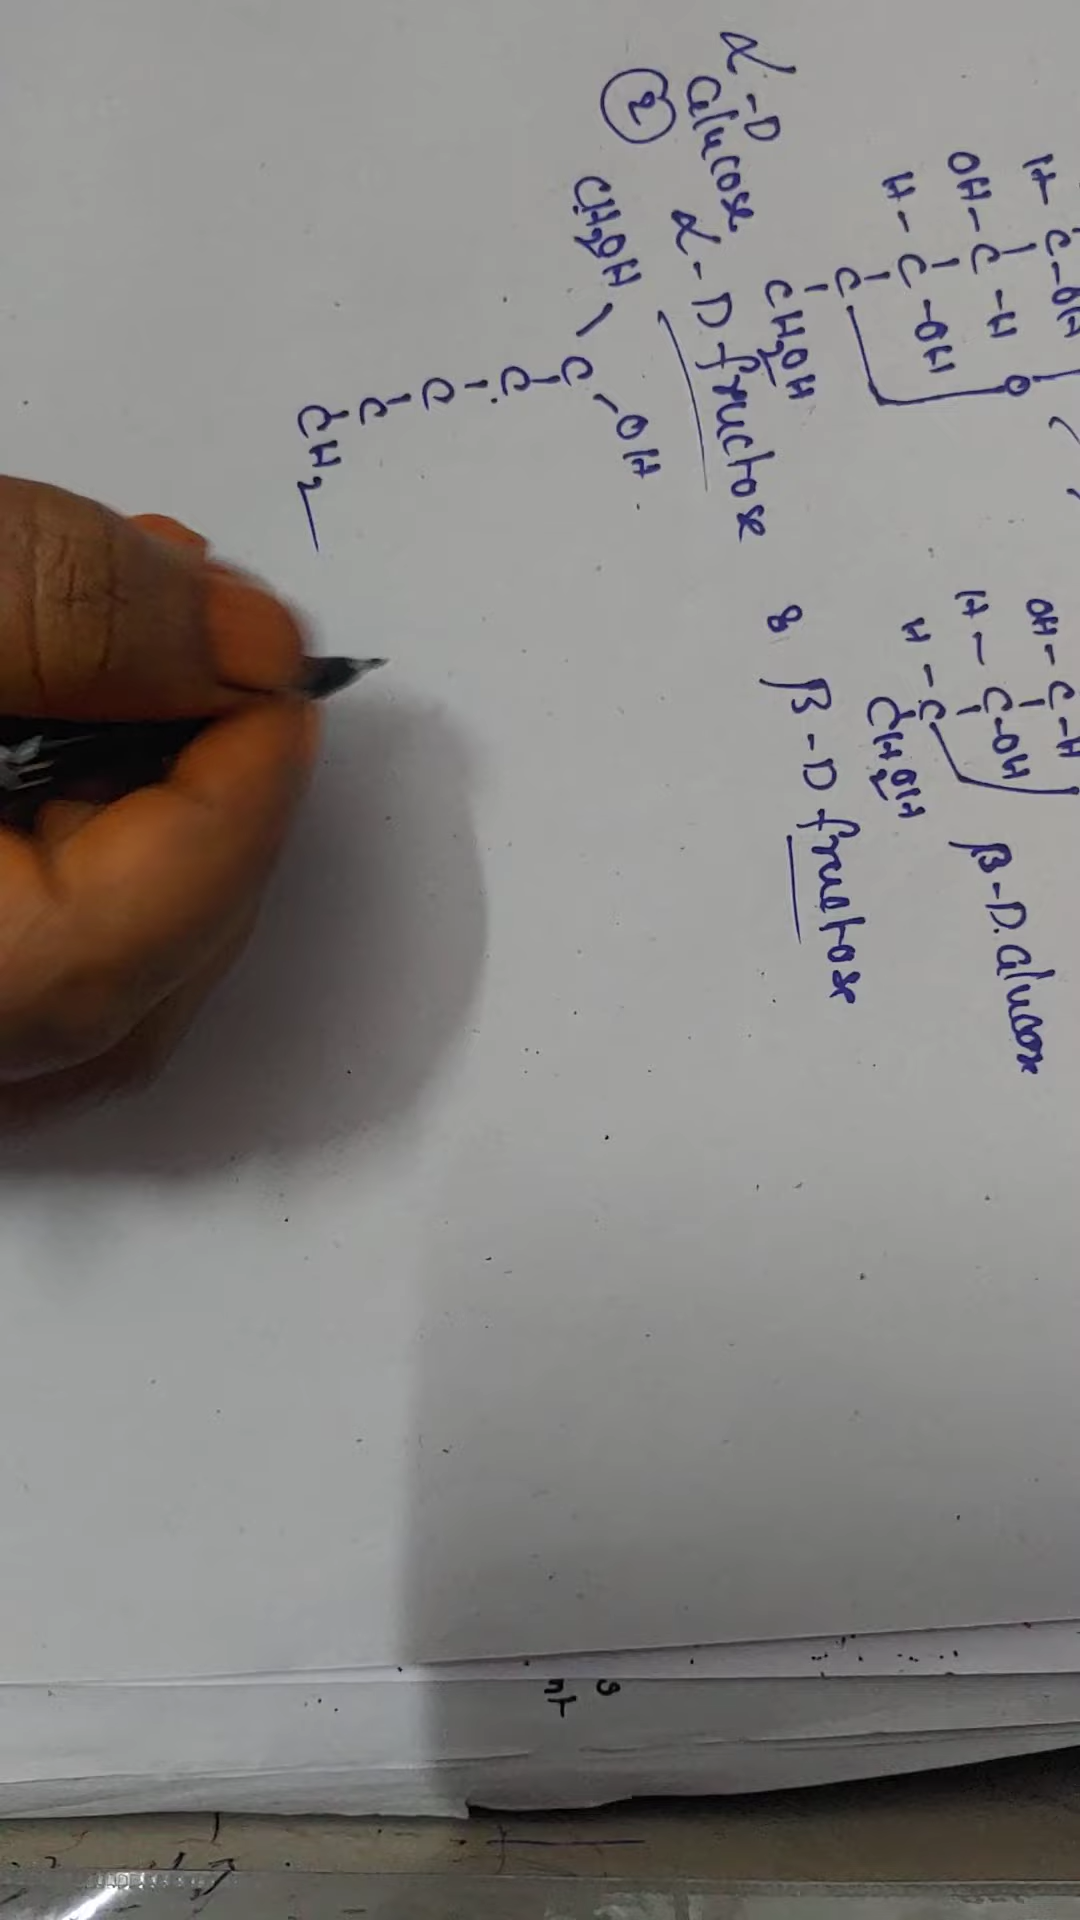 H-C-OH
OH-C-H
H-C-OH
C
O
CH2OH
α-D
Glucose
OH-C-H
H-C-OH
H-C
CH2OH
β-D.Glucose
② α-D fructose & β-D fructose
CH2OH
C-OH
C
C
C
CH2